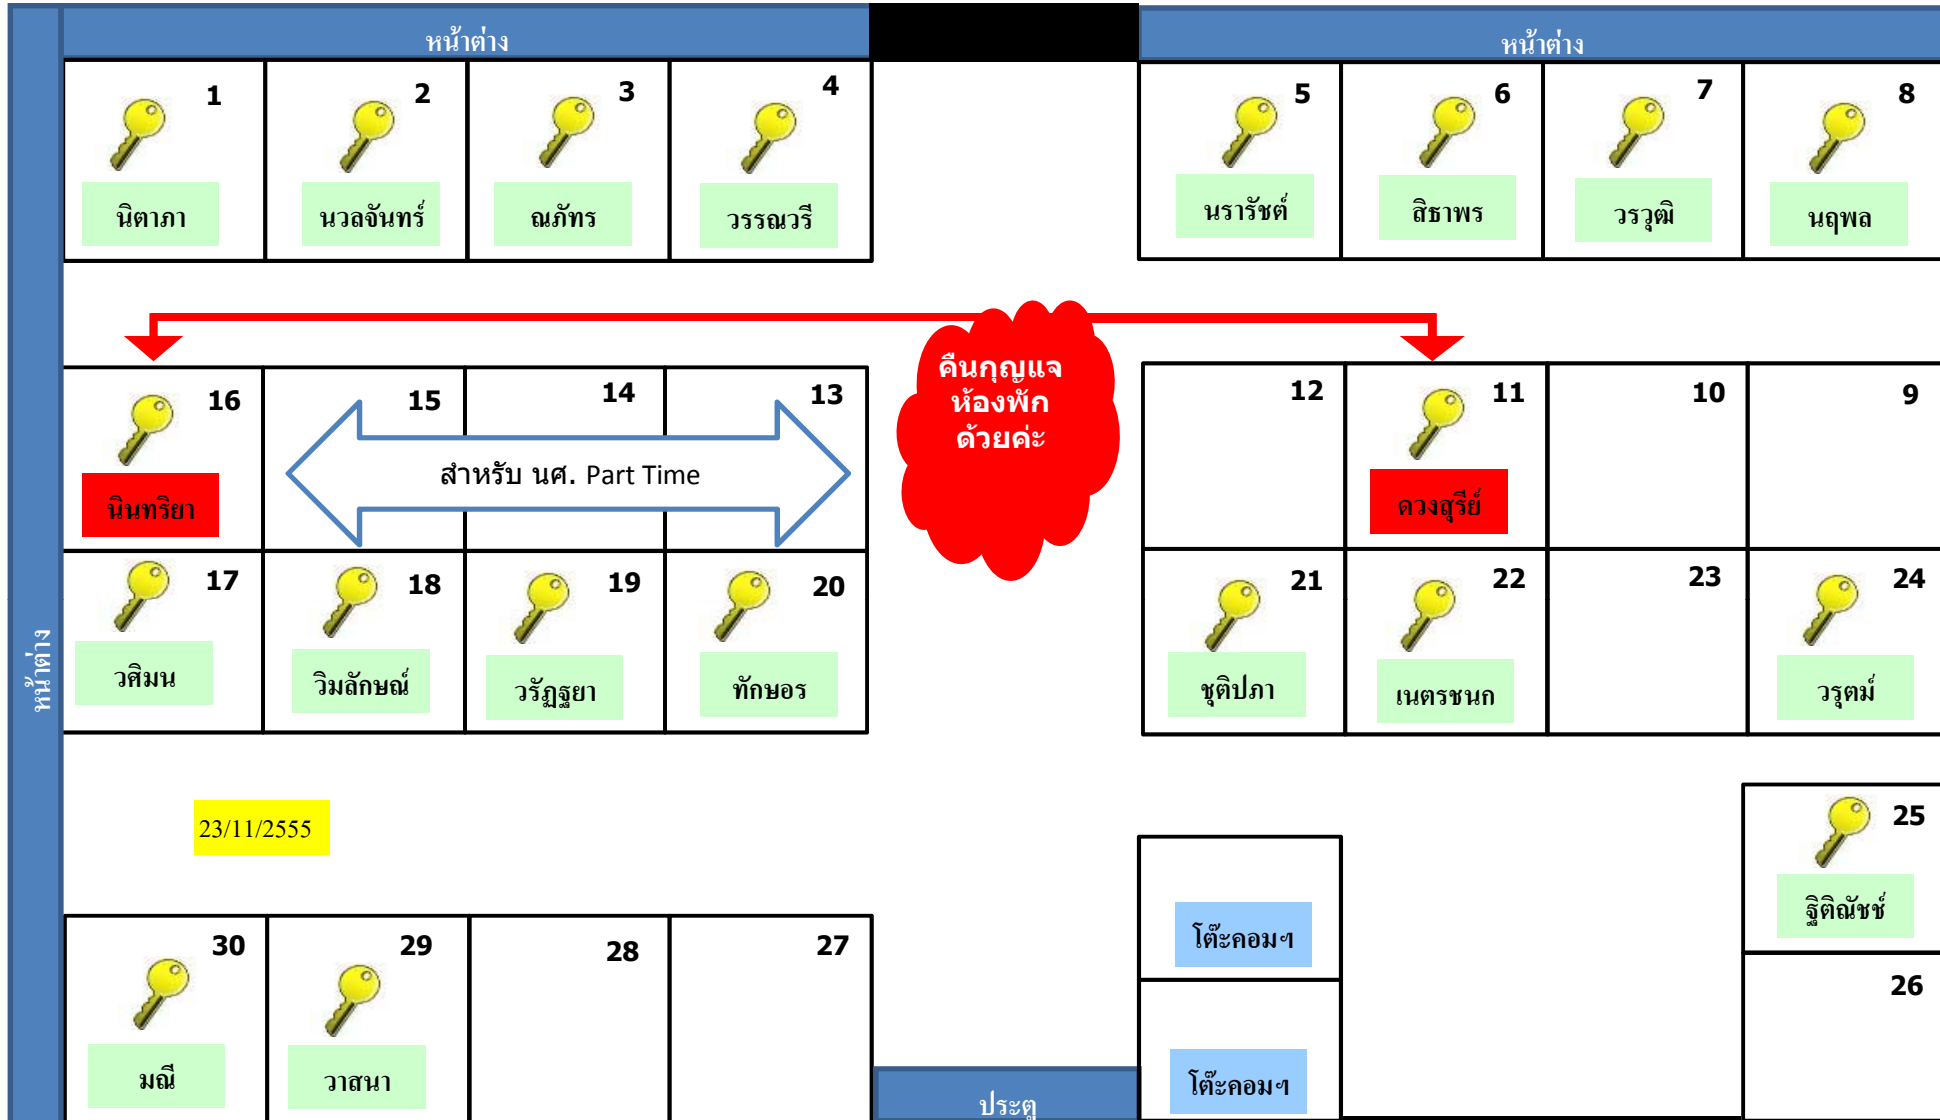 หน้าต่าง
หน้าต่าง
1
2
3
4
5
6
7
8
นิตาภา
นวลจันทร์
ณภัทร
วรรณวรี
นรารัชต์
สิธาพร
วรวุฒิ
นฤพล
คืนกุญแจ
ห้องพัก
ด้วยค่ะ
16
15
14
13
12
11
10
9
สำหรับ นศ. Part Time
นินทริยา
ดวงสุรีย์
17
18
19
20
21
22
23
24
วศิมน
วิมลักษณ์
วรัฏฐยา
ทักษอร
ชุติปภา
เนตรชนก
วรุตม์
หน้าต่าง
23/11/2555
25
ฐิติณัชช์
โต๊ะคอมฯ
30
29
28
27
26
มณี
วาสนา
โต๊ะคอมฯ
ประตู